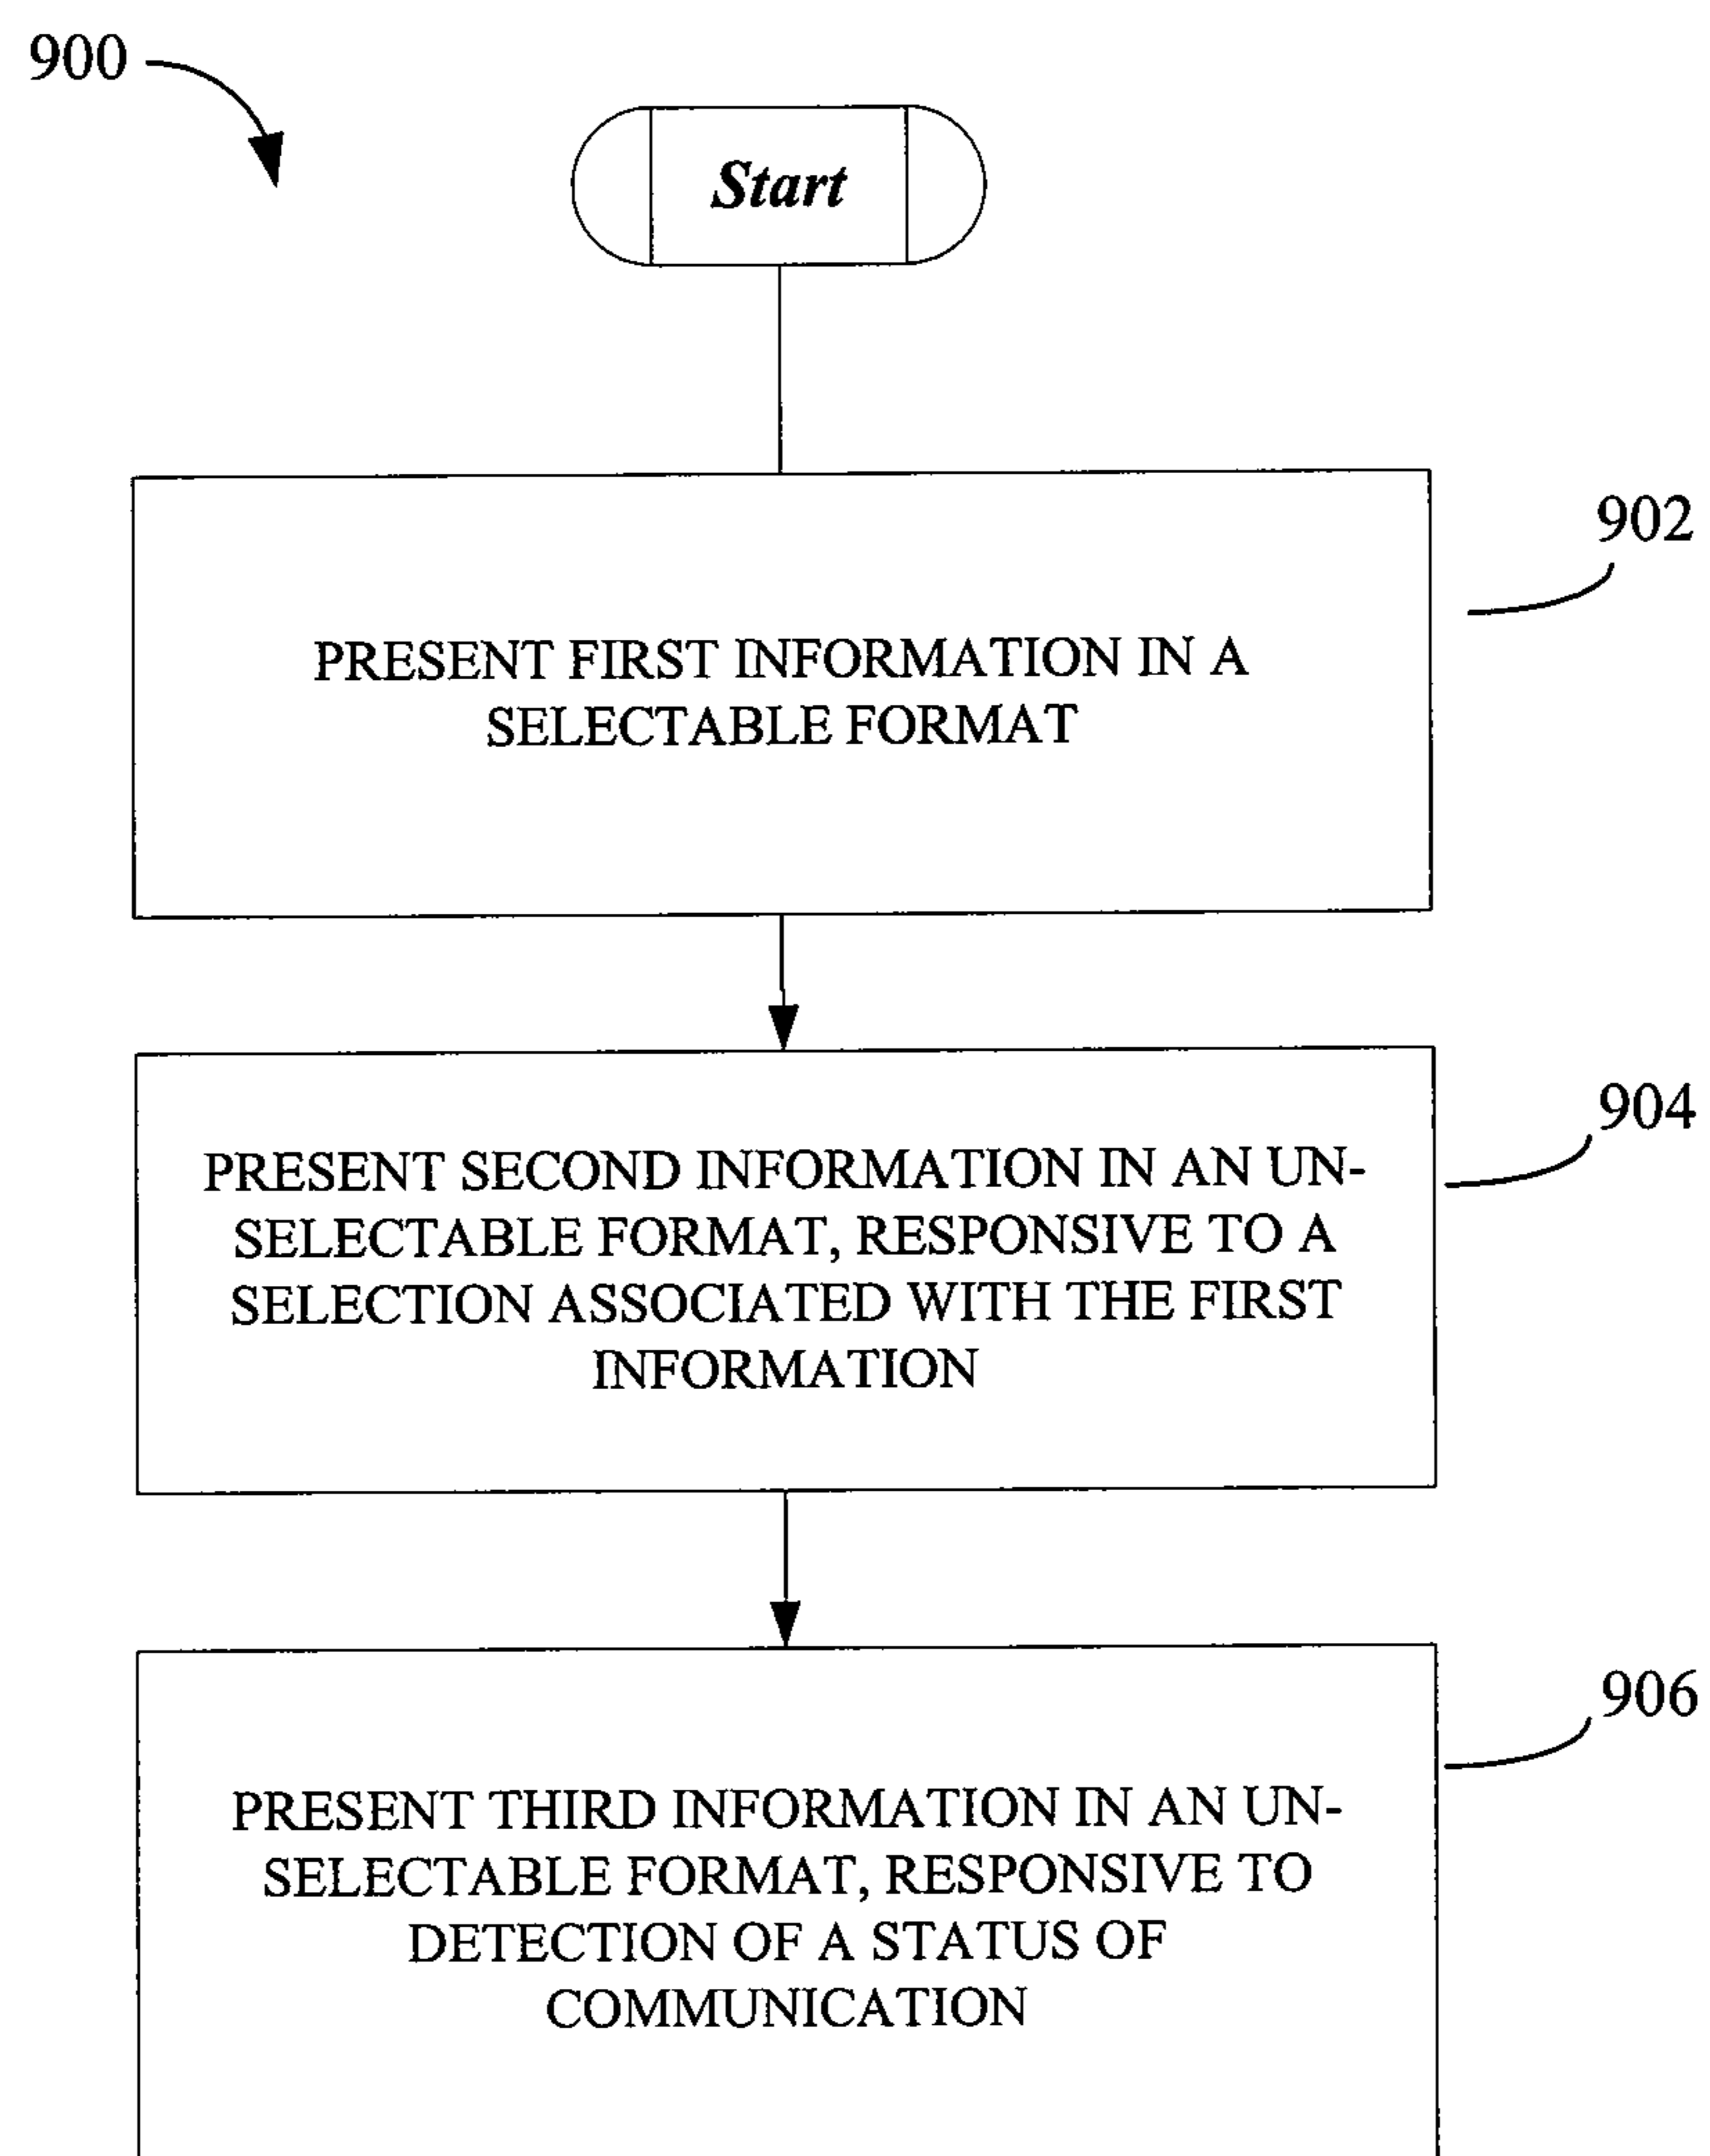 900
Start
902
PRESENT FIRST INFORMATION IN A
SELECTABLE FORMAT
904
PRESENT SECOND INFORMATION IN AN UN-
SELECTABLE FORMAT, RESPONSIVE TO A
SELECTION ASSOCIATED WITH THE FIRST
INFORMATION
906
PRESENT THIRD INFORMATION IN AN UN-
SELECTABLE FORMAT, RESPONSIVE TO
DETECTION OF A STATUS OF
COMMUNICATION